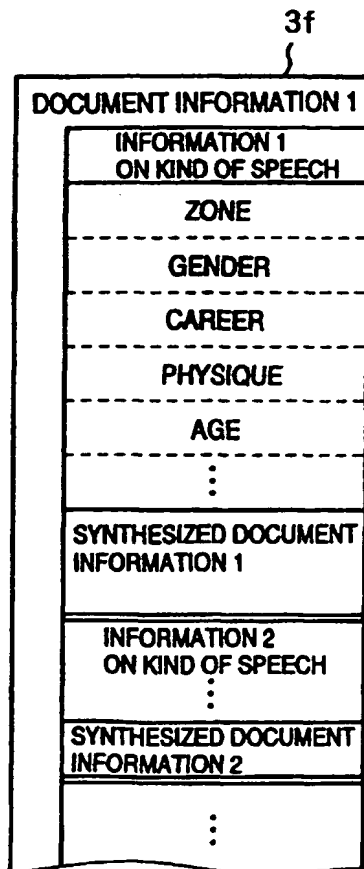 3f
DOCUMENT INFORMATION 1
INFORMATION 1
ON KIND OF SPEECH
ZONE
GENDER
CAREER
PHYSIQUE
AGE
⋮
SYNTHESIZED DOCUMENT
INFORMATION 1
INFORMATION 2
ON KIND OF SPEECH
⋮
SYNTHESIZED DOCUMENT
INFORMATION 2
⋮